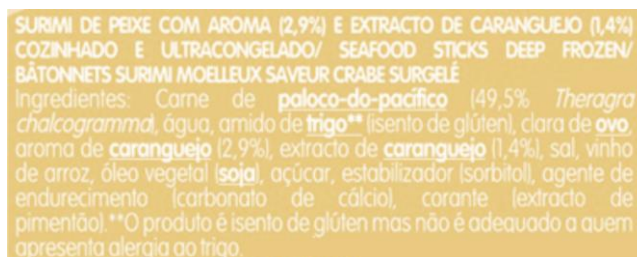 SURIMI DE PEIXE COM AROMA (2,9%) E EXTRACTO DE CARANGUEJO (1,4%)
COZINHADO E ULTRACONGELADO/ SEAFOOD STICKS DEEP FROZEN/
BÂTONNETS SURIMI MOELLEUX SAVEUR CRABE SURGELÉ
Ingredientes: Carne de paloco-do-pacífico (49,5% Theragra
chalcogramma), água, amido de trigo** (isento de glúten), clara de ovo,
aroma de caranguejo (2,9%), extracto de caranguejo (1,4%), sal, vinho
de arroz, óleo vegetal (soja), açúcar, estabilizador (sorbitol), agente de
endurecimento (carbonato de cálcio), corante (extracto de
pimentão).**O produto é isento de glúten mas não é adequado a quem
apresenta alergia ao trigo.